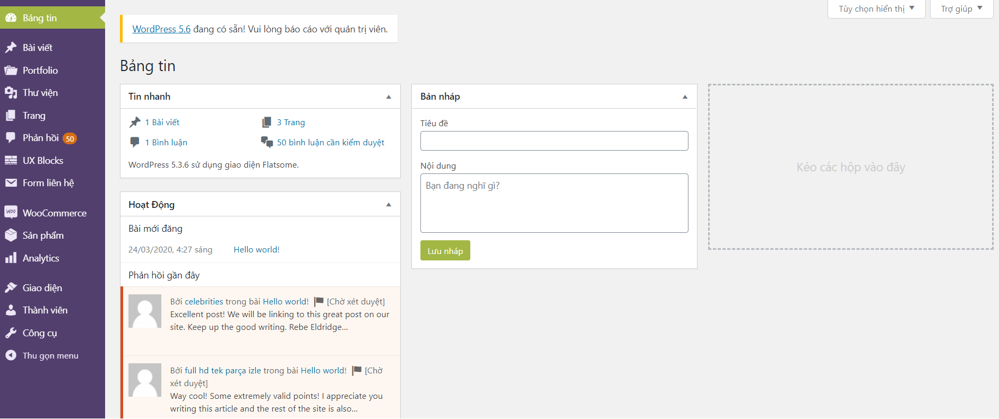 Bảng tin
Bài viết
Portfolio
Thư viện
Trang
Phản hồi 50
UX Blocks
Form liên hệ
WooCommerce
Sản phẩm
Analytics
Giao diện
Thành viên
Công cụ
Thu gọn menu
Tùy chọn hiển thị
Trợ giúp
WordPress 5.6 đang có sẵn! Vui lòng báo cáo với quản trị viên.
Bảng tin
Tin nhanh
1 Bài viết
3 Trang
1 Bình luận
50 bình luận cần kiểm duyệt
WordPress 5.3.6 sử dụng giao diện Flatsome.
Hoạt Động
Bài mới đăng
24/03/2020, 4:27 sáng Hello world!
Phản hồi gần đây
Bởi celebrities trong bài Hello world! [Chờ xét duyệt]
Excellent post! We will be linking to this great post on our
site. Keep up the good writing. Rebe Eldridge…
Bởi full hd tek parça izle trong bài Hello world! [Chờ
xét duyệt]
Way cool! Some extremely valid points! I appreciate you
writing this article and the rest of the site is also…
Bản nháp
Tiêu đề
Nội dung
Bạn đang nghĩ gì?
Lưu nháp
Kéo các hộp vào đây